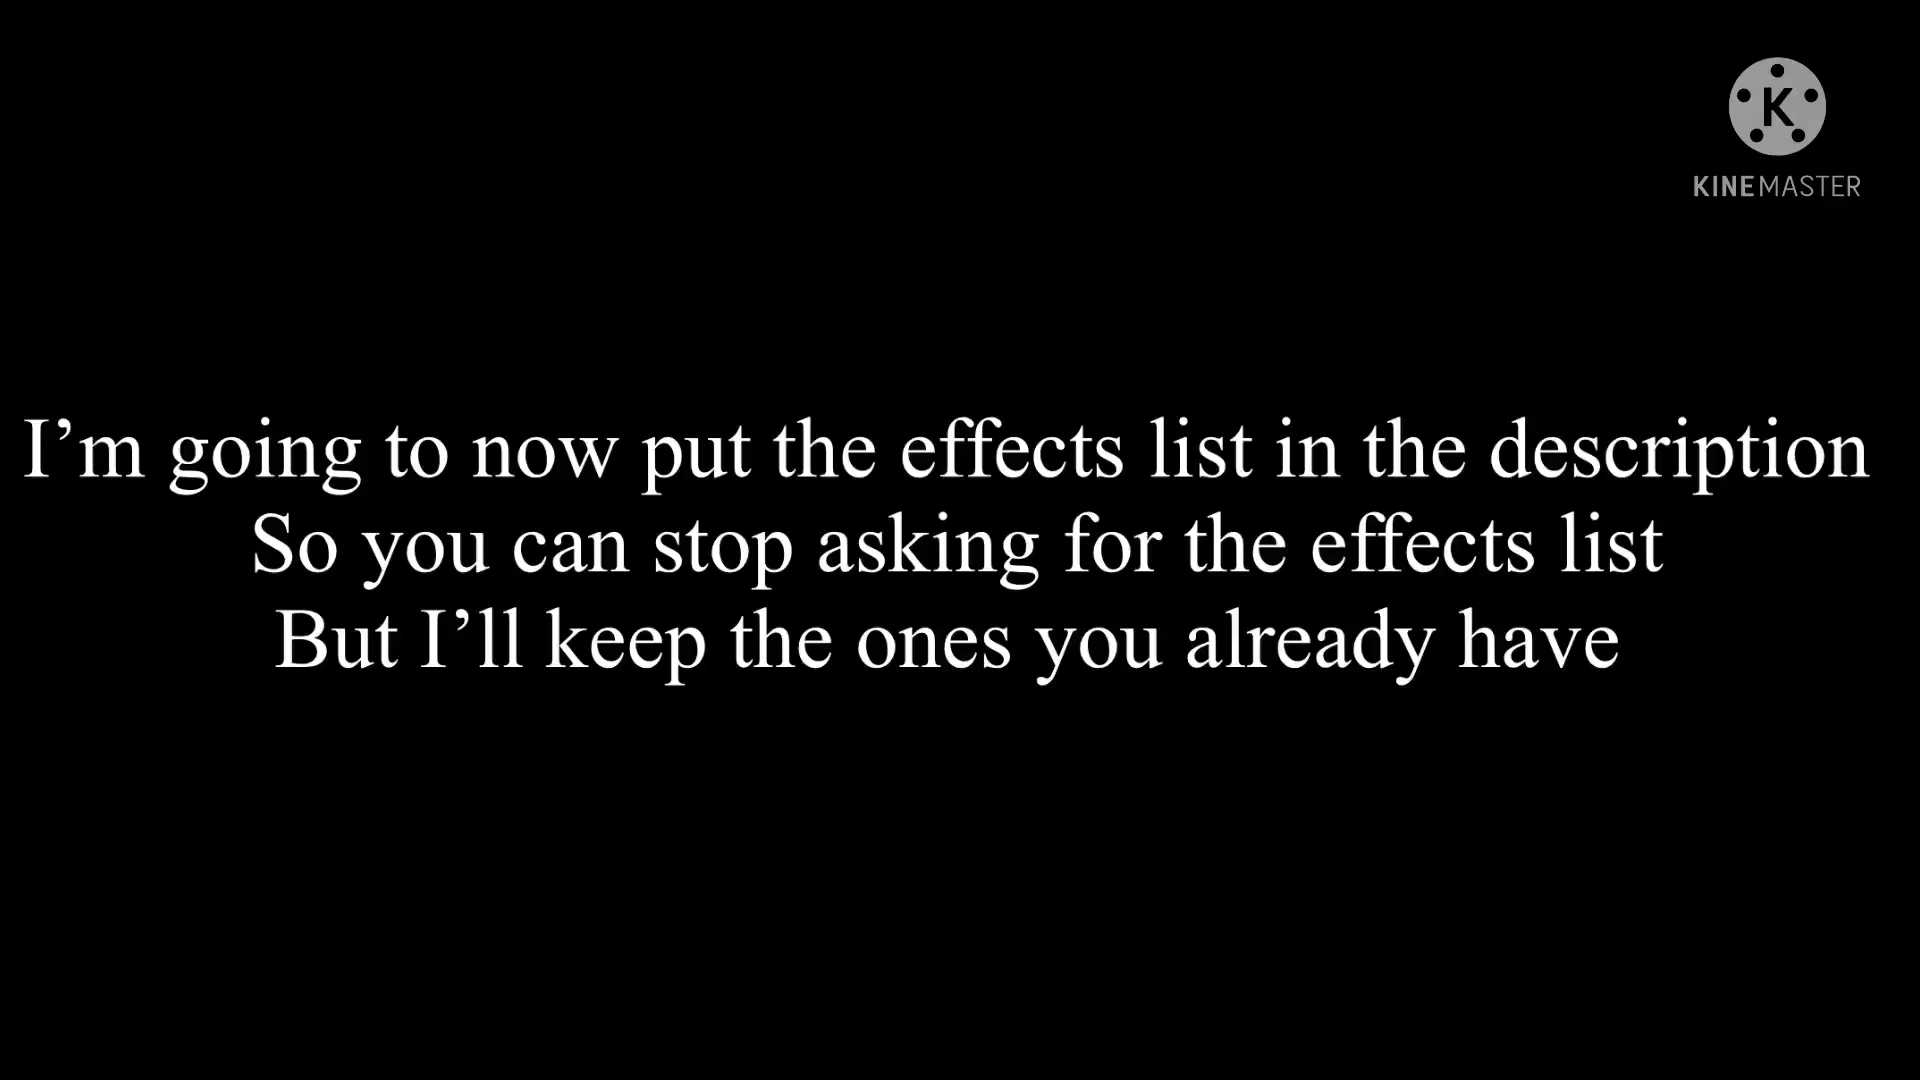 K
KINEMASTER
I’m going to now put the effects list in the description
So you can stop asking for the effects list
But I’ll keep the ones you already have